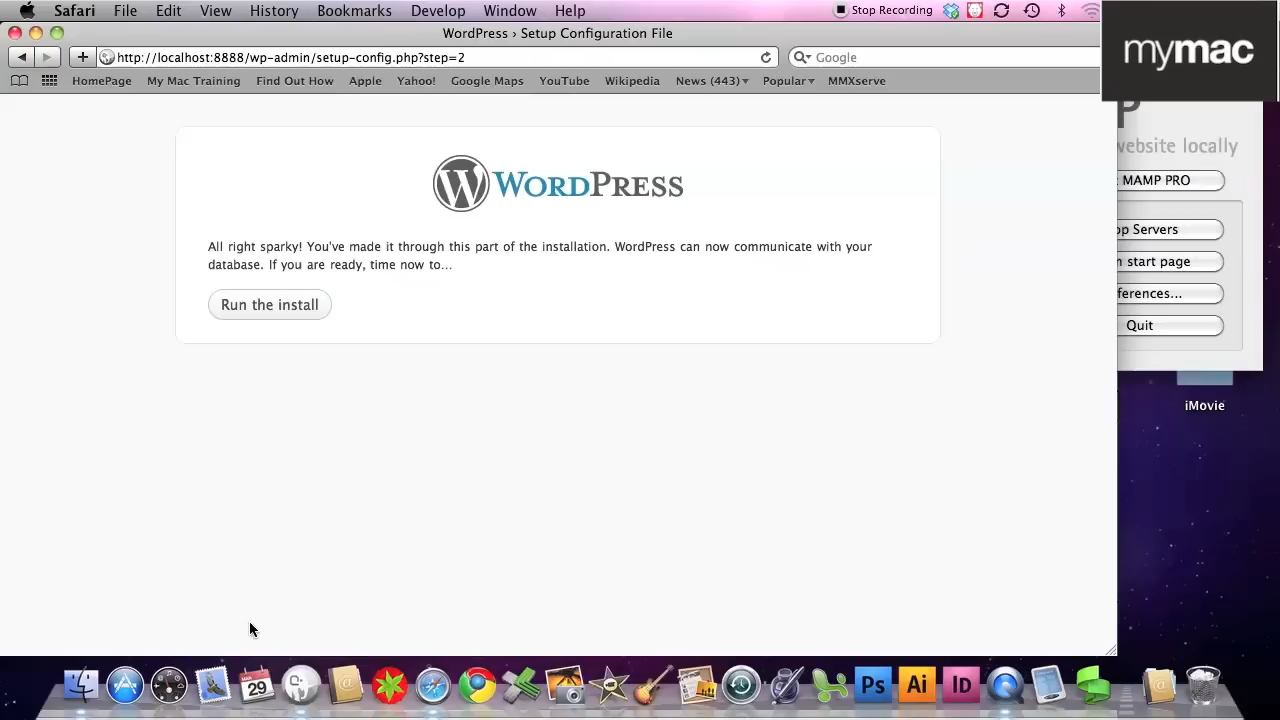 Safari File Edit View History Bookmarks Develop Window Help Stop Recording
WordPress › Setup Configuration File
http://localhost:8888/wp-admin/setup-config.php?step=2
Google
HomePage My Mac Training Find Out How Apple Yahoo! Google Maps YouTube Wikipedia News (443) Popular MMXserve
mymac
P
website locally
MAMP PRO
op Servers
n start page
ferences...
Quit
iMovie
WORDPRESS
All right sparky! You've made it through this part of the installation. WordPress can now communicate with your
database. If you are ready, time now to…
Run the install
MAR
29
Ps Ai Id